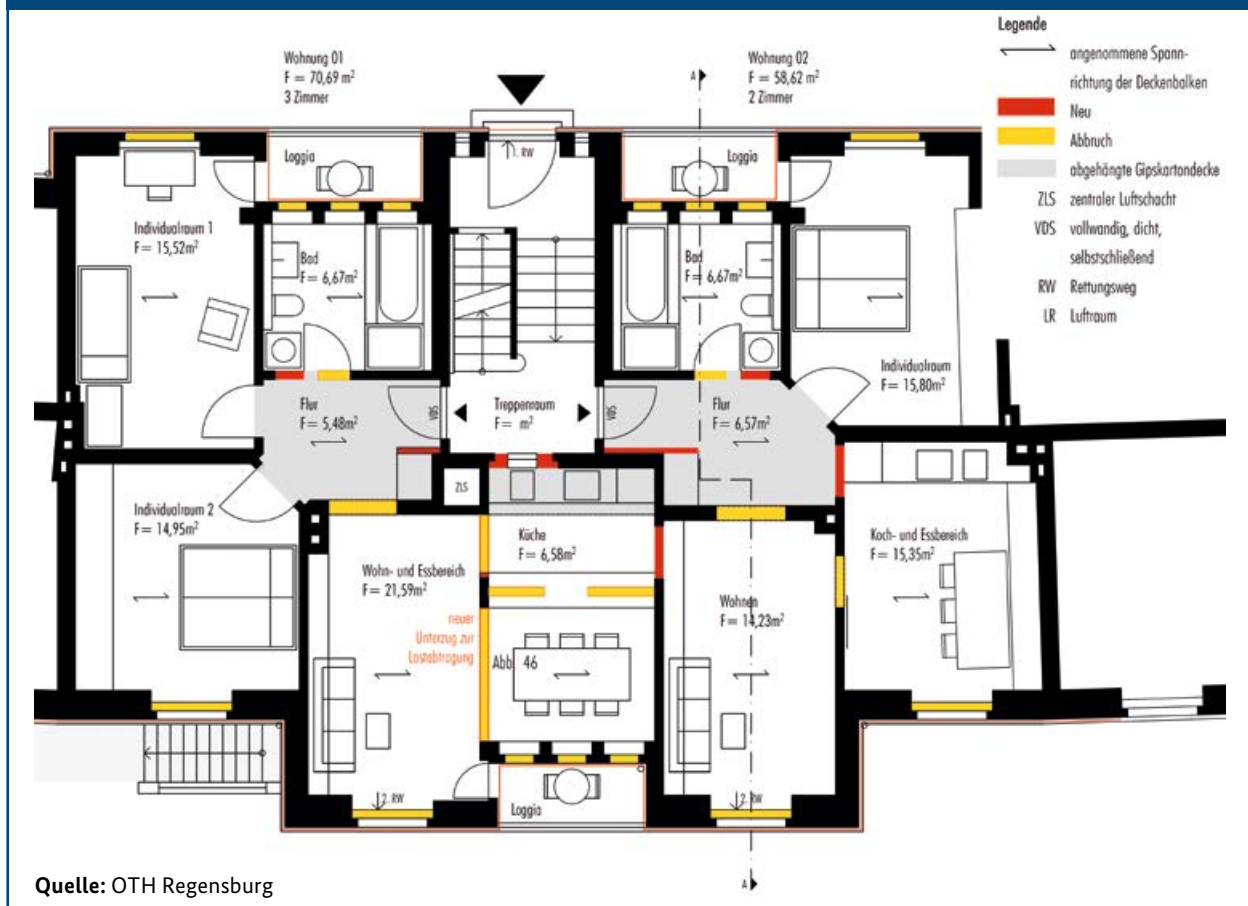 Wohnung 01
F = 70,69 m²
3 Zimmer
Wohnung 02
F = 58,62 m²
2 Zimmer
A
Legende
angenommene Spann-
richtung der Deckenbalken
Neu
Abbruch
abgehängte Gipskartondecke
ZLS zentraler Luftschacht
VDS vollwandig, dicht,
selbstschließend
RW Rettungsweg
LR Luftraum
Loggia
1. RW
Loggia
Individualraum 1
F = 15,52m²
Bad
F = 6,67m²
Bad
F = 6,67m²
Individualraum
F = 15,80m²
Flur
F = 5,48m²
VDS
Treppenraum
F = m²
VDS
Flur
F = 6,57m²
ZLS
Individualraum 2
F = 14,95m²
Küche
F = 6,58m²
Koch- und Essbereich
F = 15,35m²
Wohn- und Essbereich
F = 21,59m²
Wohnen
F = 14,23m²
neuer
Unterzug zur
Lastabtragung
Abb 46
2. RW
Loggia
2. RW
A
Quelle: OTH Regensburg